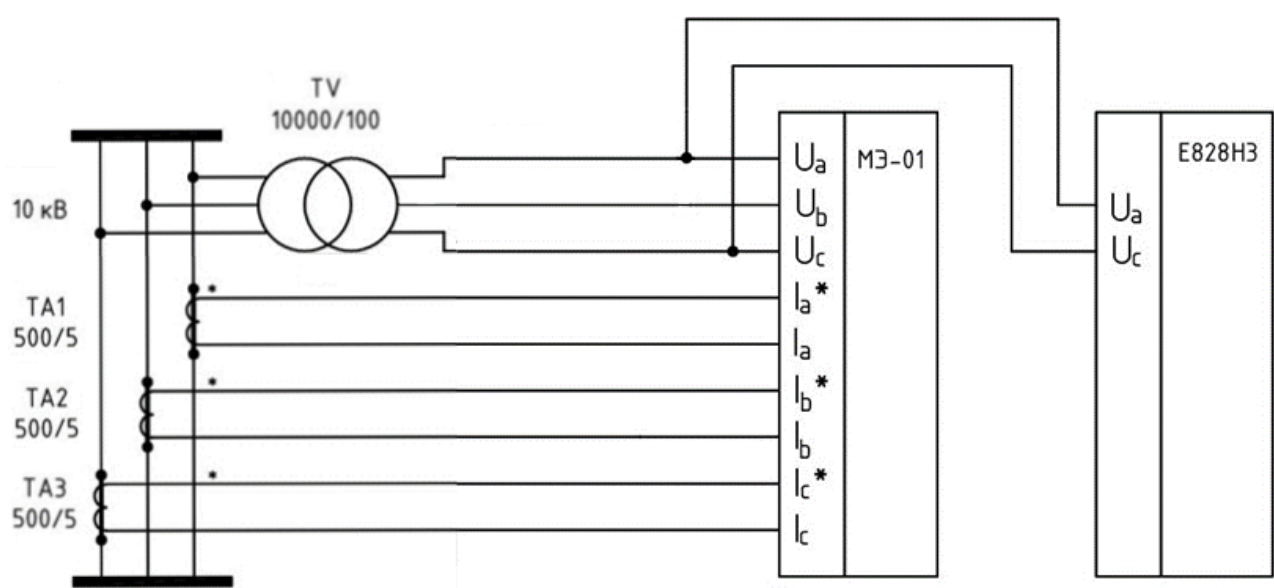 TV
10000/100
10 кВ
TA1
500/5
TA2
500/5
TA3
500/5
* 
*
*
Ua
Ub
Uc
Ia*
Ia
Ib*
Ib
Ic*
Ic
МЭ-01
Ua
Uc
Е828НЭ